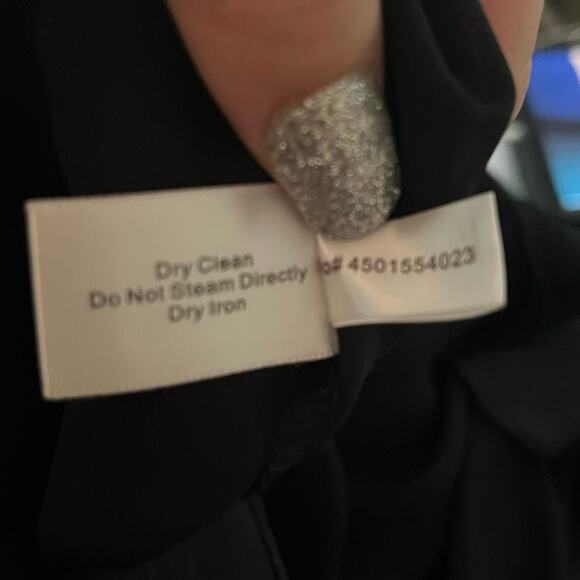 Dry Clean
Do Not Steam Directly
Dry Iron
o# 4501554023